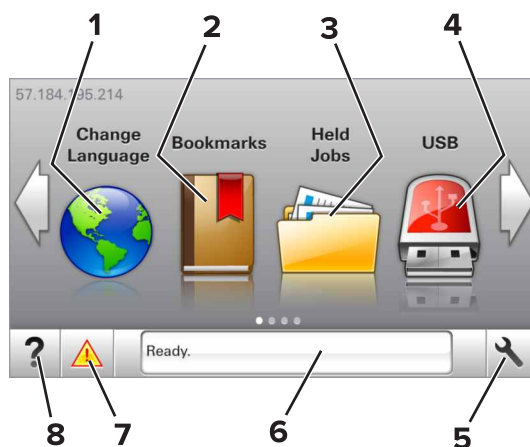 1 2 3 4
57.184.195.214
Change
Language
Bookmarks
Held
Jobs
USB
?
Ready.
8 7 6 5